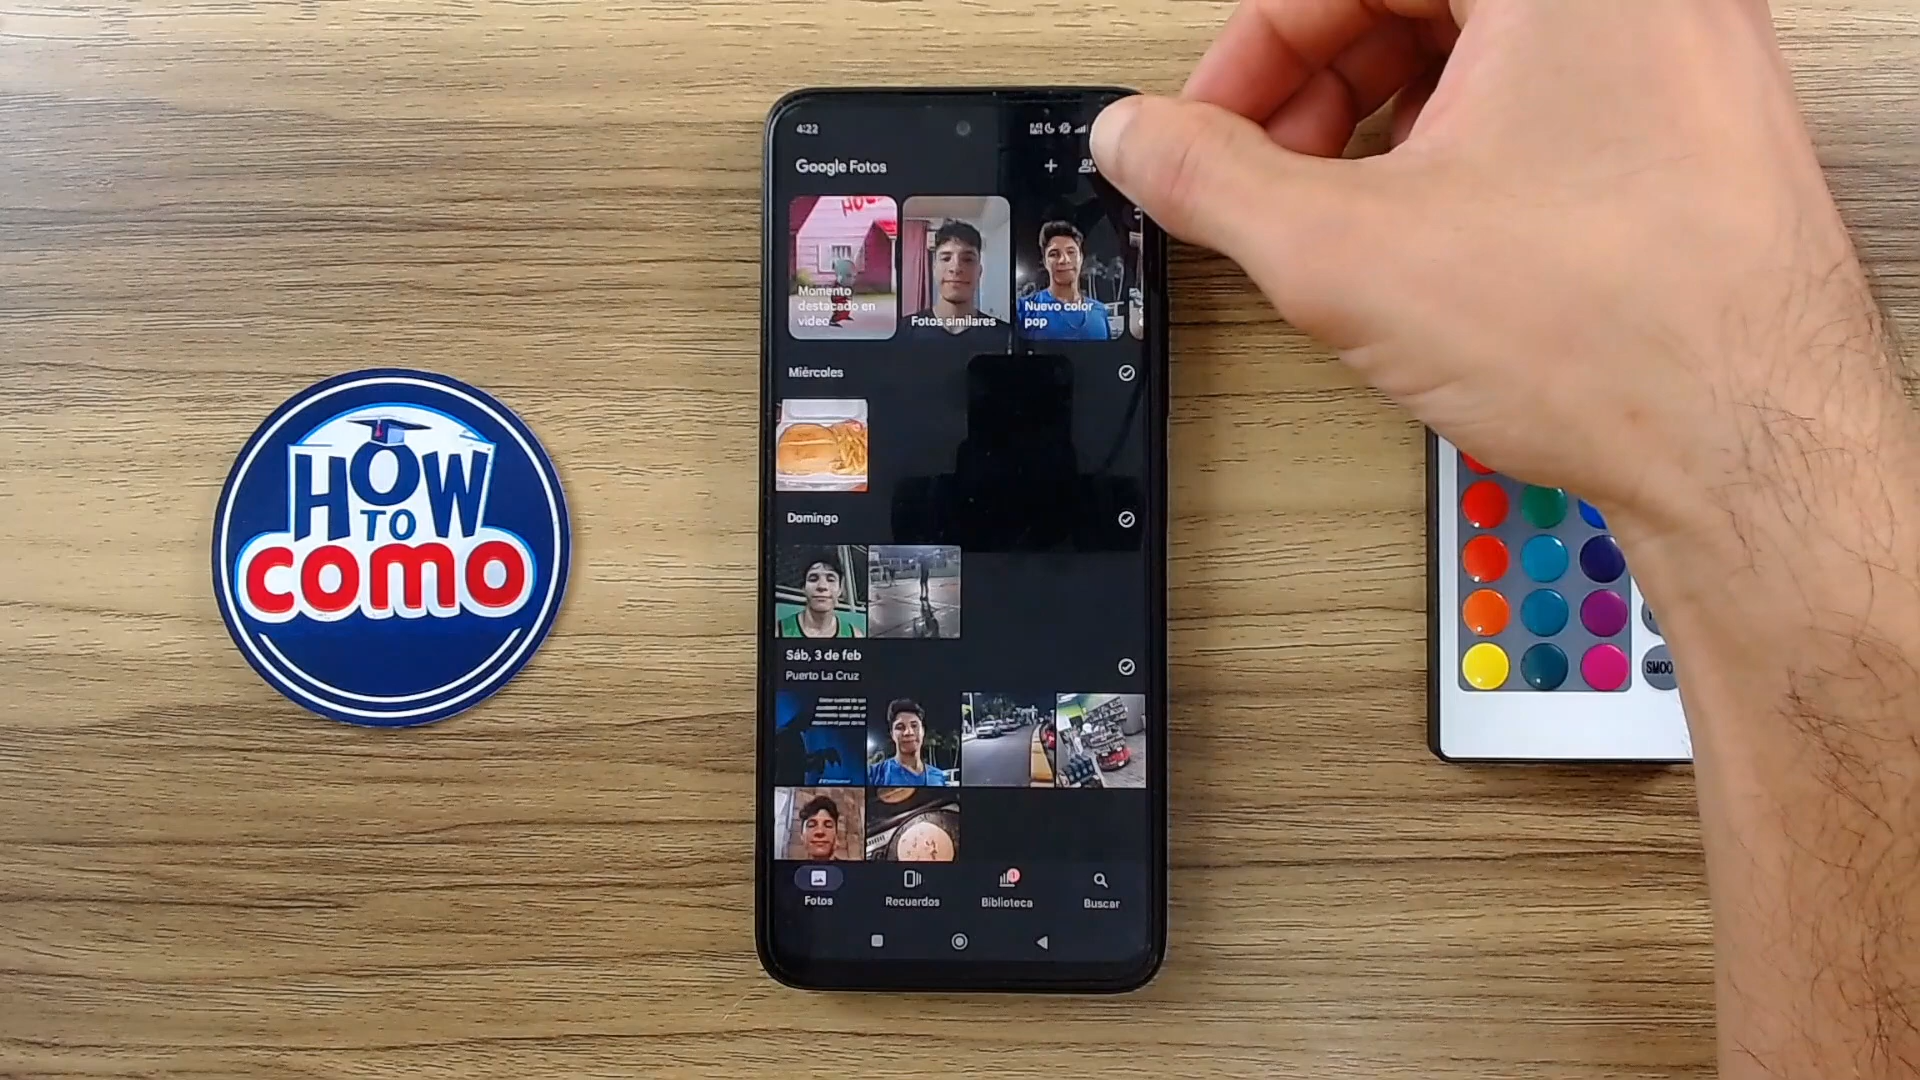 4:22
Google Fotos
Momento
destacado en
video
Fotos similares
Nuevo color
pop
Miércoles
Domingo
Sáb, 3 de feb
Puerto La Cruz
Fotos
Recuerdos
Biblioteca
Buscar
HOW
TO
COMO